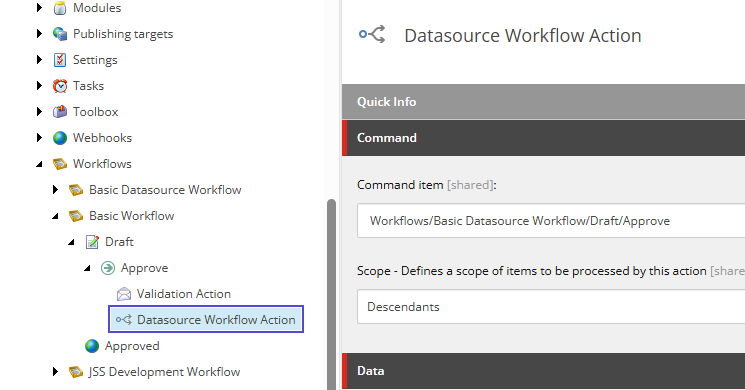 Modules
Publishing targets
Settings
Tasks
Toolbox
Webhooks
Workflows
Basic Datasource Workflow
Basic Workflow
Draft
Approve
Validation Action
Datasource Workflow Action
Approved
JSS Development Workflow
Datasource Workflow Action
Quick Info
Command
Command item [shared]:
Workflows/Basic Datasource Workflow/Draft/Approve
Scope - Defines a scope of items to be processed by this action [share
Descendants
Data